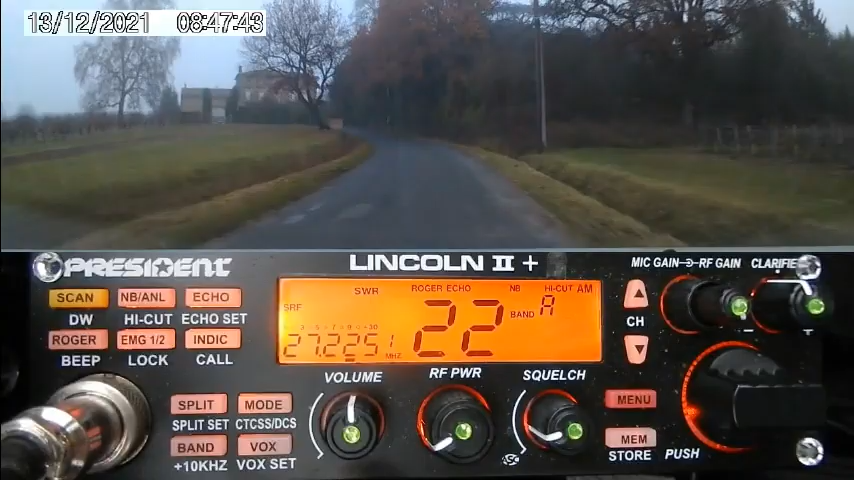 13/12/2021 08:47:43
PRESIDENT LINCOLN II + MIC GAIN RF GAIN CLARIFIER
SCAN NB/ANL ECHO
DW HI-CUT ECHO SET
ROGER EMG 1/2 INDIC
BEEP LOCK CALL
SWR ROGER ECHO NB HI-CUT AM
SRF
22 BAND A
27.225 MHZ
CH
VOLUME RF PWR SQUELCH
SPLIT MODE MENU
SPLIT SET CTCSS/DCS
BAND VOX MEM
+10KHZ VOX SET ASC STORE PUSH